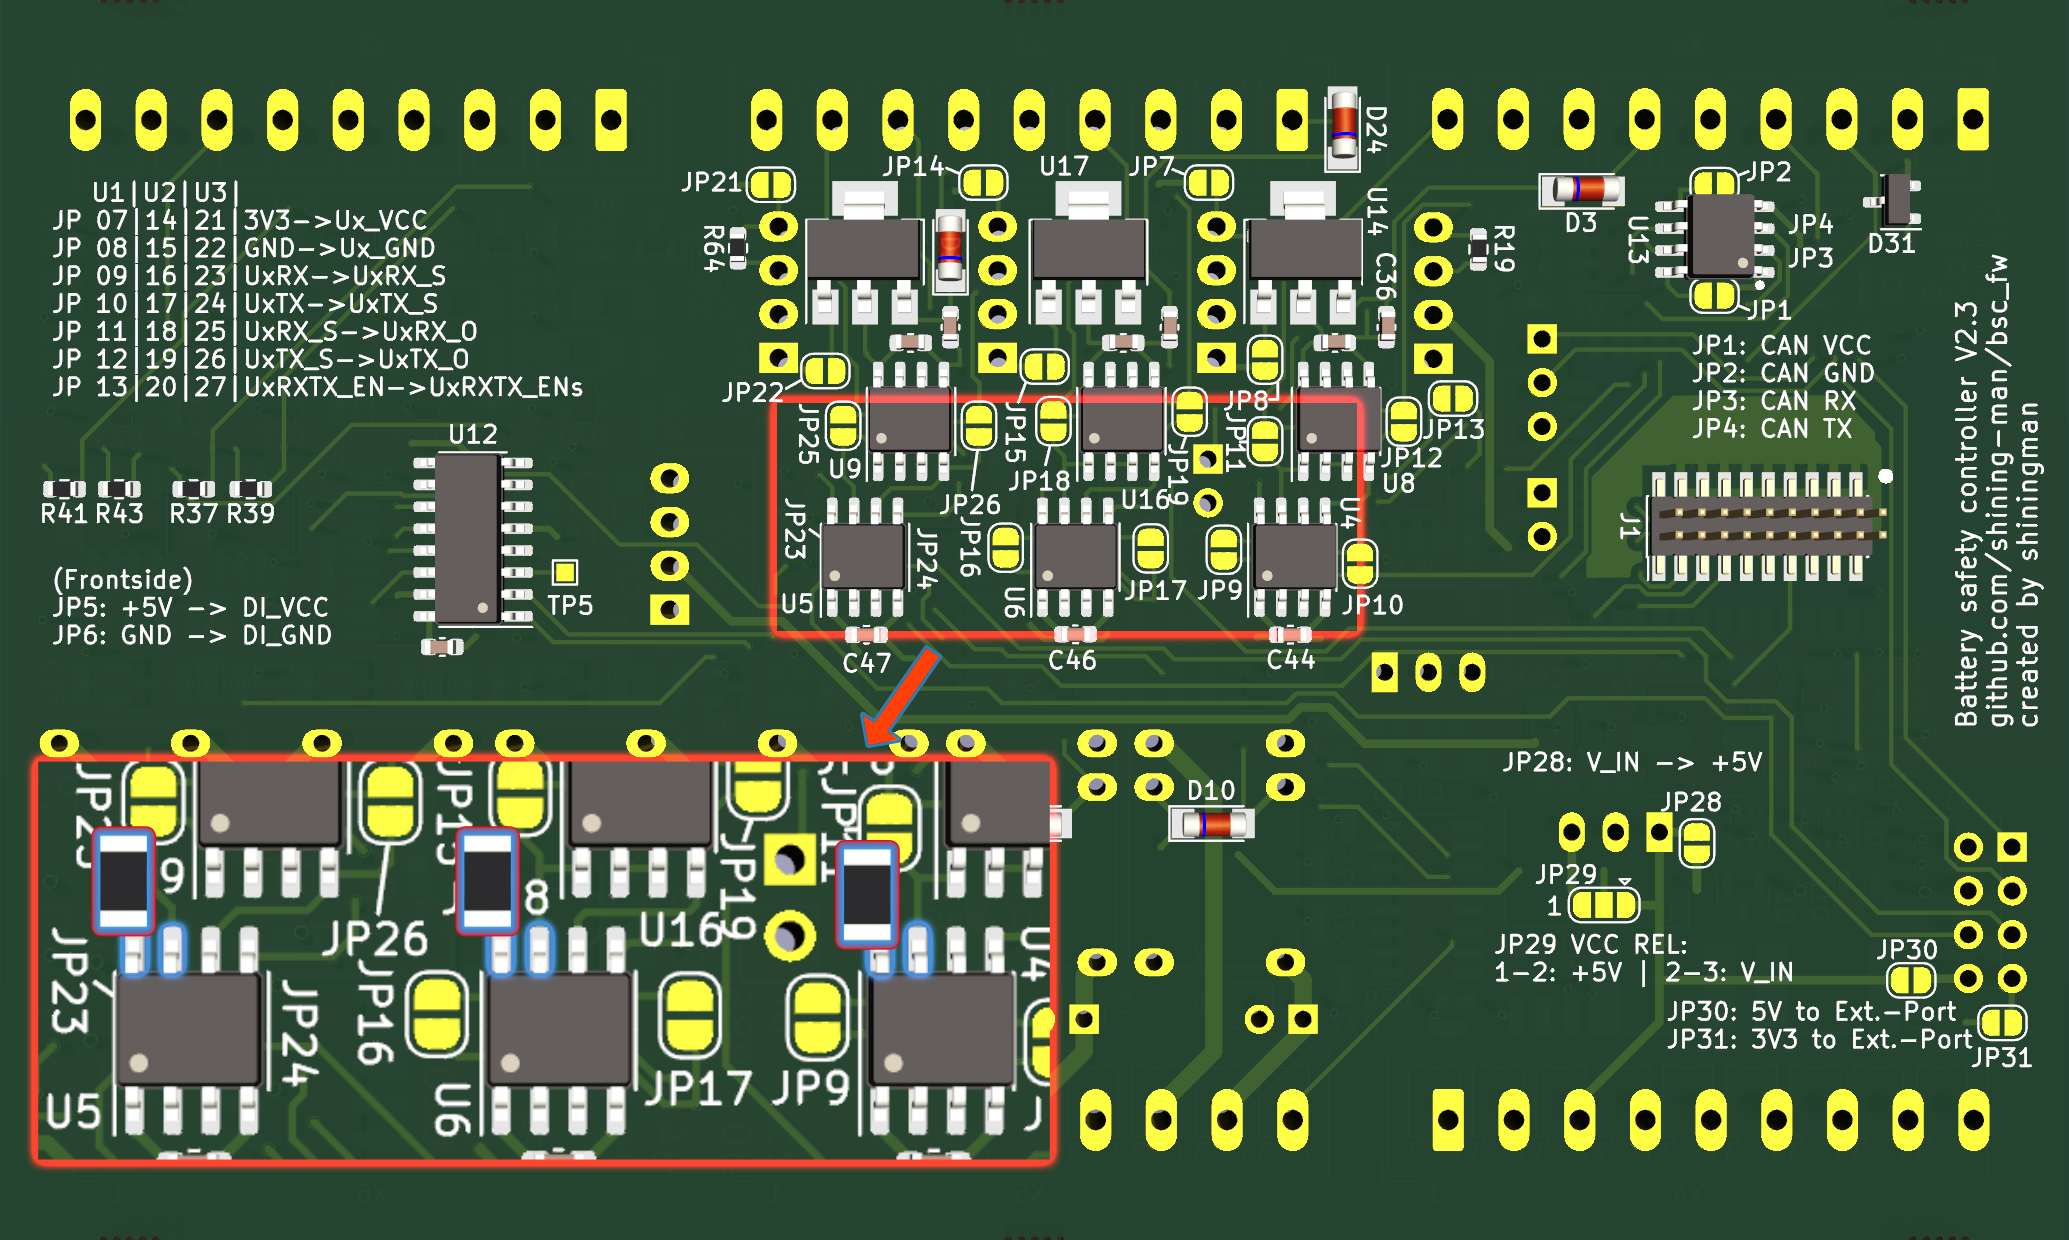 D24
JP21
JP14
U17
JP7
JP2
U14
D3
U13
JP4
JP3
D31
R64
R19
C36
JP1
U1|U2|U3|
JP 07|14|21|3V3->Ux_VCC
JP 08|15|22|GND->Ux_GND
JP 09|16|23|UxRX->UxRX_S
JP 10|17|24|UxTX->UxTX_S
JP 11|18|25|UxRX_S->UxRX_O
JP 12|19|26|UxTX_S->UxTX_O
JP 13|20|27|UxRXTX_EN->UxRXTX_ENs
JP1: CAN VCC
JP2: CAN GND
JP3: CAN RX
JP4: CAN TX
Battery safety controller V2.3
github.com/shining-man/bsc_fw
created by shiningman
JP22
JP8
JP25
JP15
JP11
JP13
JP12
U9
JP18
JP19
U8
JP26
U16
U12
R41
R43
R37
R39
JP23
JP24
JP16
U4
J1
U5
U6
JP17
JP9
JP10
TP5
(Frontside)
JP5: +5V -> DI_VCC
JP6: GND -> DI_GND
C47
C46
C44
9
8
JP26
U16
JP19
U4
JP23
JP24
JP16
U5
U6
JP17
JP9
D10
JP28: V_IN -> +5V
JP28
JP29
1
JP29 VCC REL:
1-2: +5V | 2-3: V_IN
JP30
JP30: 5V to Ext.-Port
JP31: 3V3 to Ext.-Port
JP31